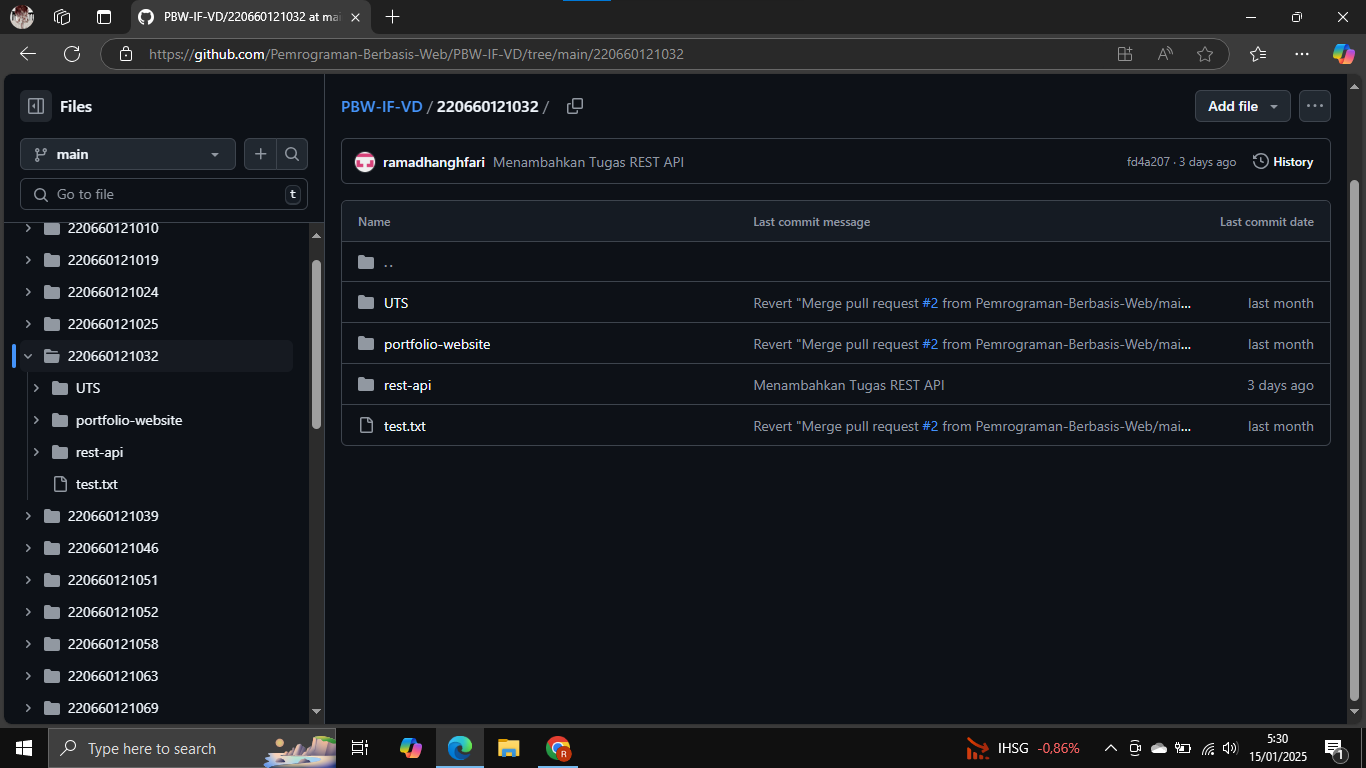 PBW-IF-VD/220660121032 at mai
https://github.com/Pemrograman-Berbasis-Web/PBW-IF-VD/tree/main/220660121032
Files
main
Go to file
t
220660121010
220660121019
220660121024
220660121025
220660121032
UTS
portfolio-website
rest-api
test.txt
220660121039
220660121046
220660121051
220660121052
220660121058
220660121063
220660121069
PBW-IF-VD / 220660121032 /
Add file
ramadhanghfari Menambahkan Tugas REST API
fd4a207 · 3 days ago
History
Name Last commit message Last commit date
..
UTS Revert "Merge pull request #2 from Pemrograman-Berbasis-Web/mai... last month
portfolio-website Revert "Merge pull request #2 from Pemrograman-Berbasis-Web/mai... last month
rest-api Menambahkan Tugas REST API 3 days ago
test.txt Revert "Merge pull request #2 from Pemrograman-Berbasis-Web/mai... last month
Type here to search
R
IHSG -0,86%
5:30
15/01/2025
1